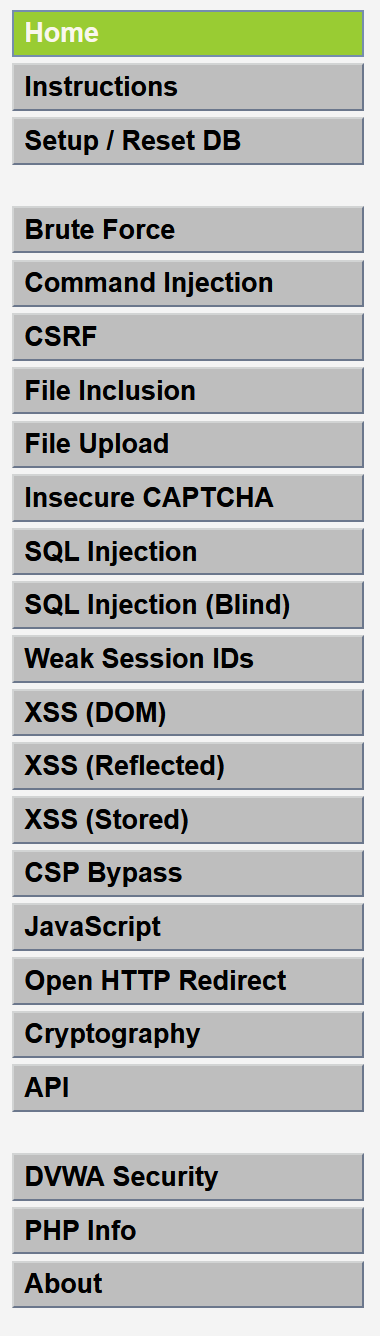 Home
Instructions
Setup / Reset DB
Brute Force
Command Injection
CSRF
File Inclusion
File Upload
Insecure CAPTCHA
SQL Injection
SQL Injection (Blind)
Weak Session IDs
XSS (DOM)
XSS (Reflected)
XSS (Stored)
CSP Bypass
JavaScript
Open HTTP Redirect
Cryptography
API
DVWA Security
PHP Info
About